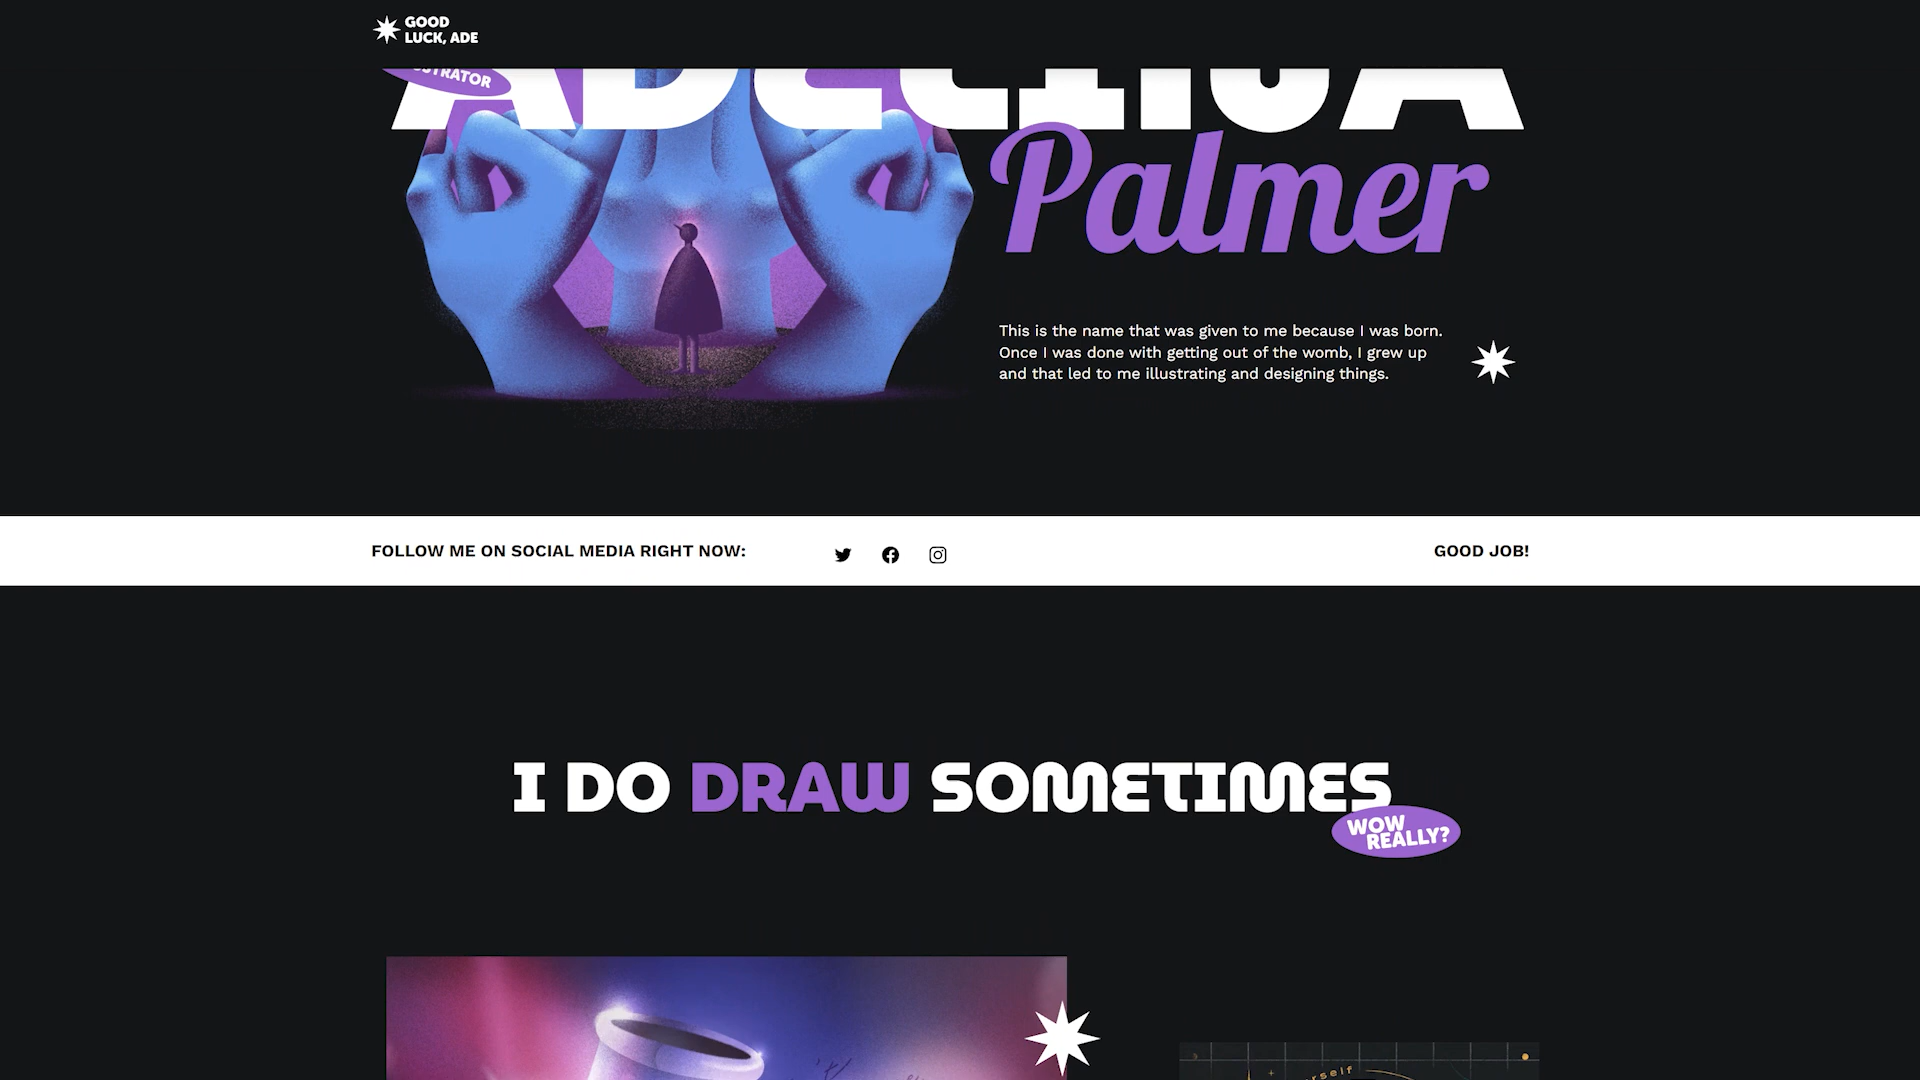 GOOD
LUCK, ADE
Palmer
This is the name that was given to me because I was born.
Once I was done with getting out of the womb, I grew up
and that led to me illustrating and designing things.
FOLLOW ME ON SOCIAL MEDIA RIGHT NOW:
GOOD JOB!
I DO DRAW SOMETIMES
WOW
REALLY?